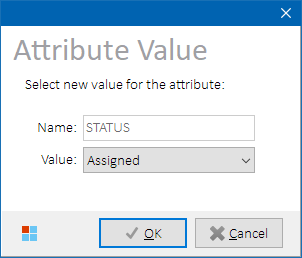 Attribute Value
Select new value for the attribute:
Name: STATUS
Value: Assigned
OK Cancel